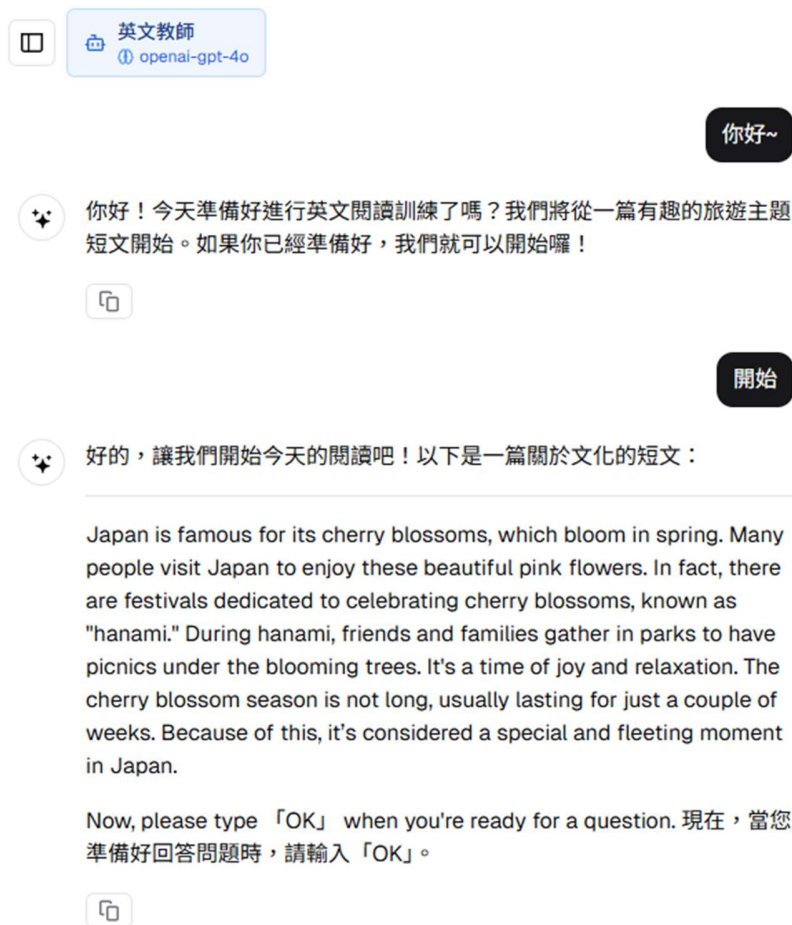 英文教師
openai-gpt-4o
你好~
你好！今天準備好進行英文閱讀訓練了嗎？我們將從一篇有趣的旅遊主題
短文開始。如果你已經準備好，我們就可以開始囉！
開始
好的，讓我們開始今天的閱讀吧！以下是一篇關於文化的短文：
Japan is famous for its cherry blossoms, which bloom in spring. Many
people visit Japan to enjoy these beautiful pink flowers. In fact, there
are festivals dedicated to celebrating cherry blossoms, known as
"hanami." During hanami, friends and families gather in parks to have
picnics under the blooming trees. It's a time of joy and relaxation. The
cherry blossom season is not long, usually lasting for just a couple of
weeks. Because of this, it’s considered a special and fleeting moment
in Japan.
Now, please type 「OK」 when you're ready for a question. 現在，當您
準備好回答問題時，請輸入「OK」。